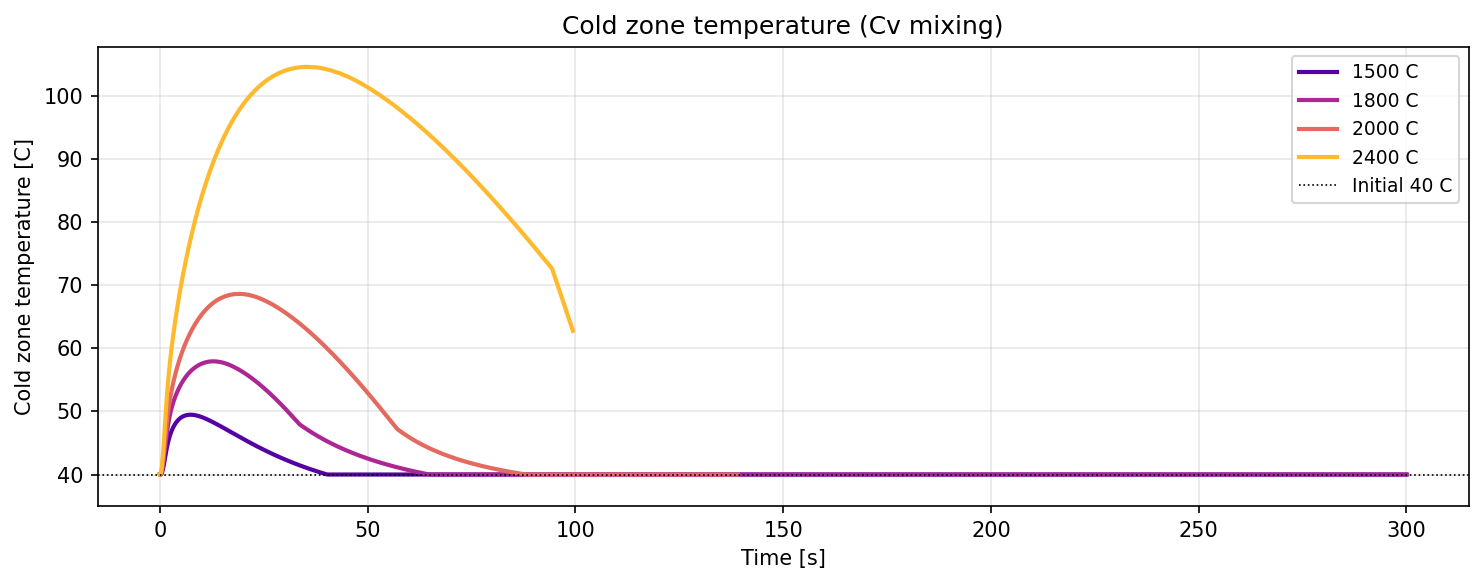 Cold zone temperature (Cv mixing)
1500 C
1800 C
2000 C
2400 C
Initial 40 C
Cold zone temperature [C]
100
90
80
70
60
50
40
0 50 100 150 200 250 300
Time [s]